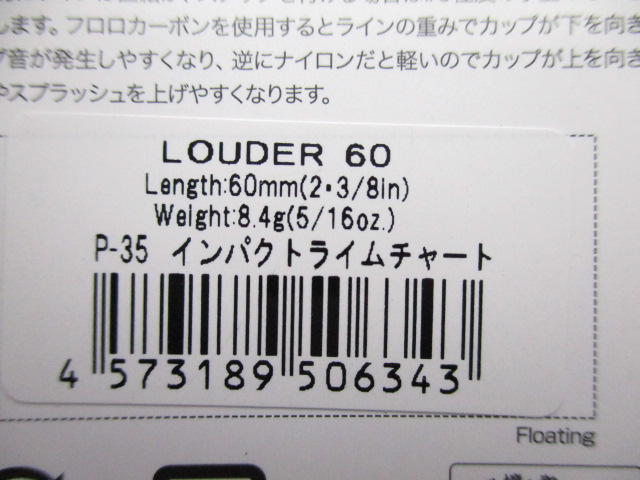 します。フロロカーボンを使用するとラインの重みでカップが下を向き
グ音が発生しやすくなり、逆にナイロンだと軽いのでカップが上を向き
やスプラッシュを上げやすくなります。
LOUDER 60
Length:60mm(2・3/8in)
Weight:8.4g(5/16oz.)
P-35 インパクトライムチャート
4 573189 506343
Floating